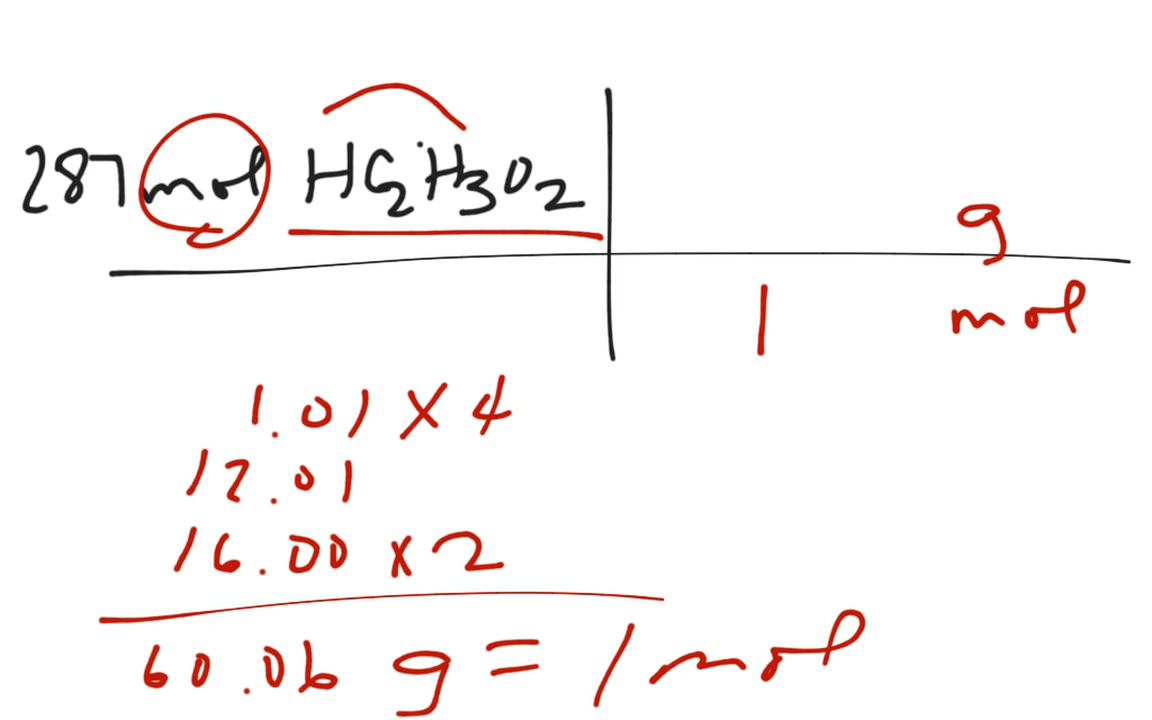 287 mol HC2H3O2
g
1 mol
1.01 x 4
12.01
16.00 x 2
60.06 g = 1 mol